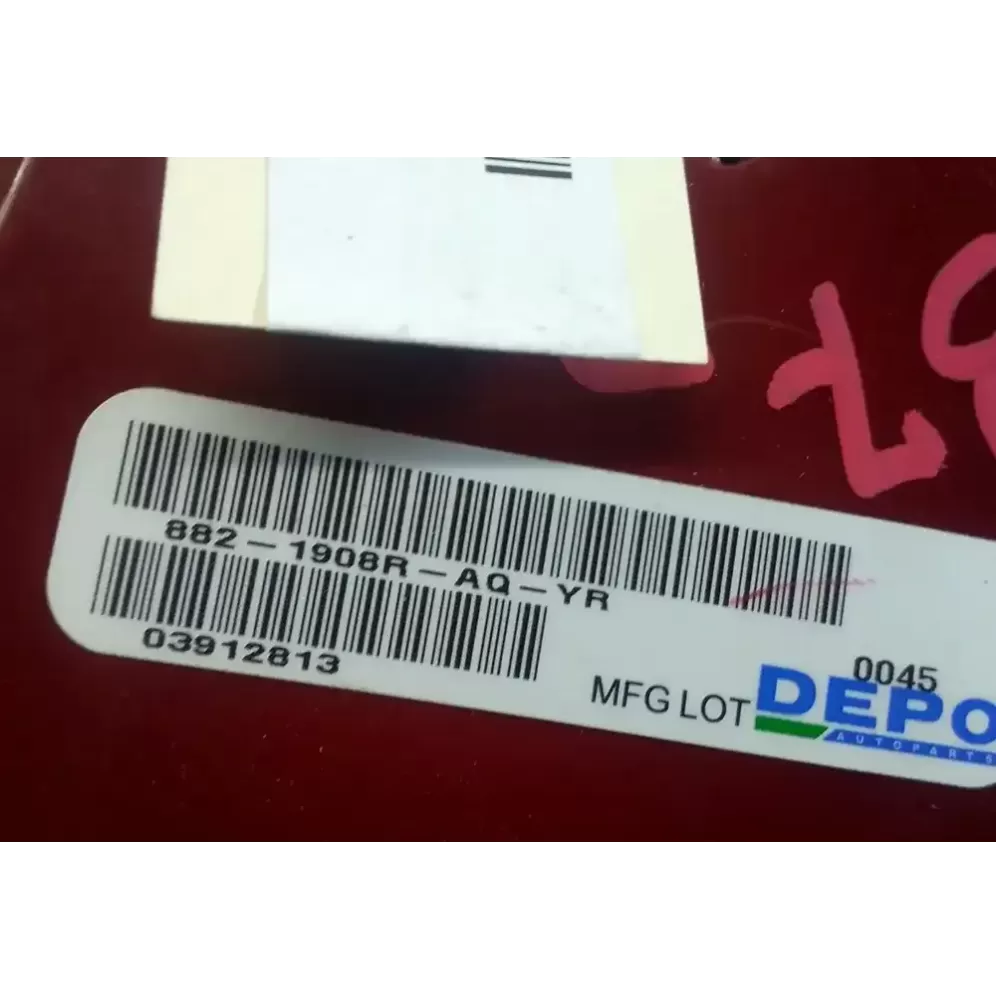 882-1908R-AQ-YR
03912813
0045
MFG LOT DEPO
AUTOPARTS